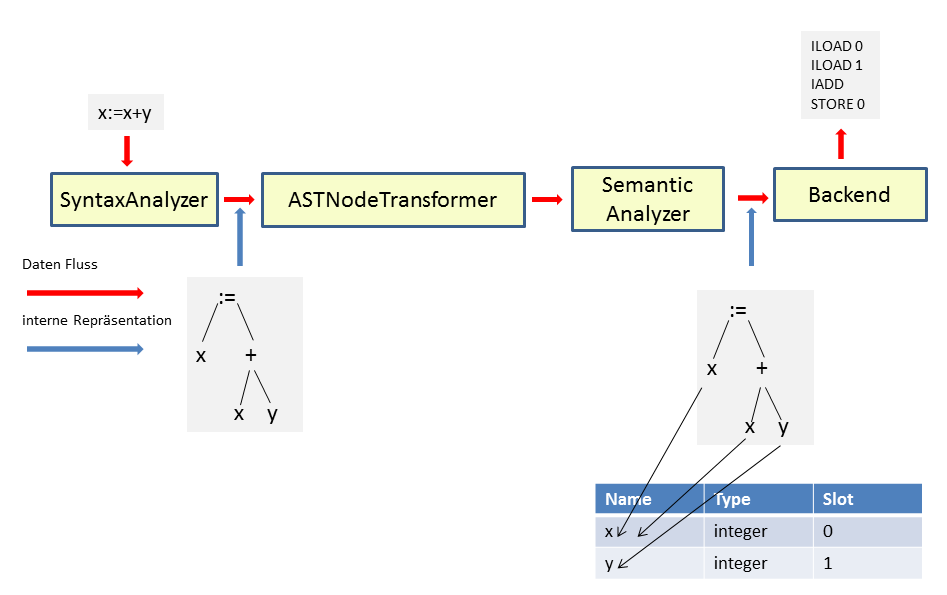 ILOAD 0
ILOAD 1
IADD
STORE 0
x:=x+y
SyntaxAnalyzer
ASTNodeTransformer
Semantic
Analyzer
Backend
Daten Fluss
interne Repräsentation
:=
x +
x y
:=
x +
x y
Name Type Slot
x integer 0
y integer 1